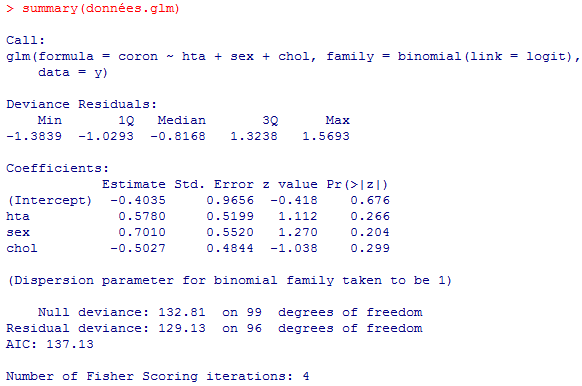 > summary(données.glm)
Call:
glm(formula = coron ~ hta + sex + chol, family = binomial(link = logit),
    data = y)
Deviance Residuals:
    Min       1Q   Median       3Q      Max
-1.3839  -1.0293  -0.8168   1.3238   1.5693
Coefficients:
            Estimate Std. Error z value Pr(>|z|)
(Intercept)  -0.4035     0.9656  -0.418    0.676
hta           0.5780     0.5199   1.112    0.266
sex           0.7010     0.5520   1.270    0.204
chol         -0.5027     0.4844  -1.038    0.299
(Dispersion parameter for binomial family taken to be 1)
    Null deviance: 132.81  on 99  degrees of freedom
Residual deviance: 129.13  on 96  degrees of freedom
AIC: 137.13
Number of Fisher Scoring iterations: 4